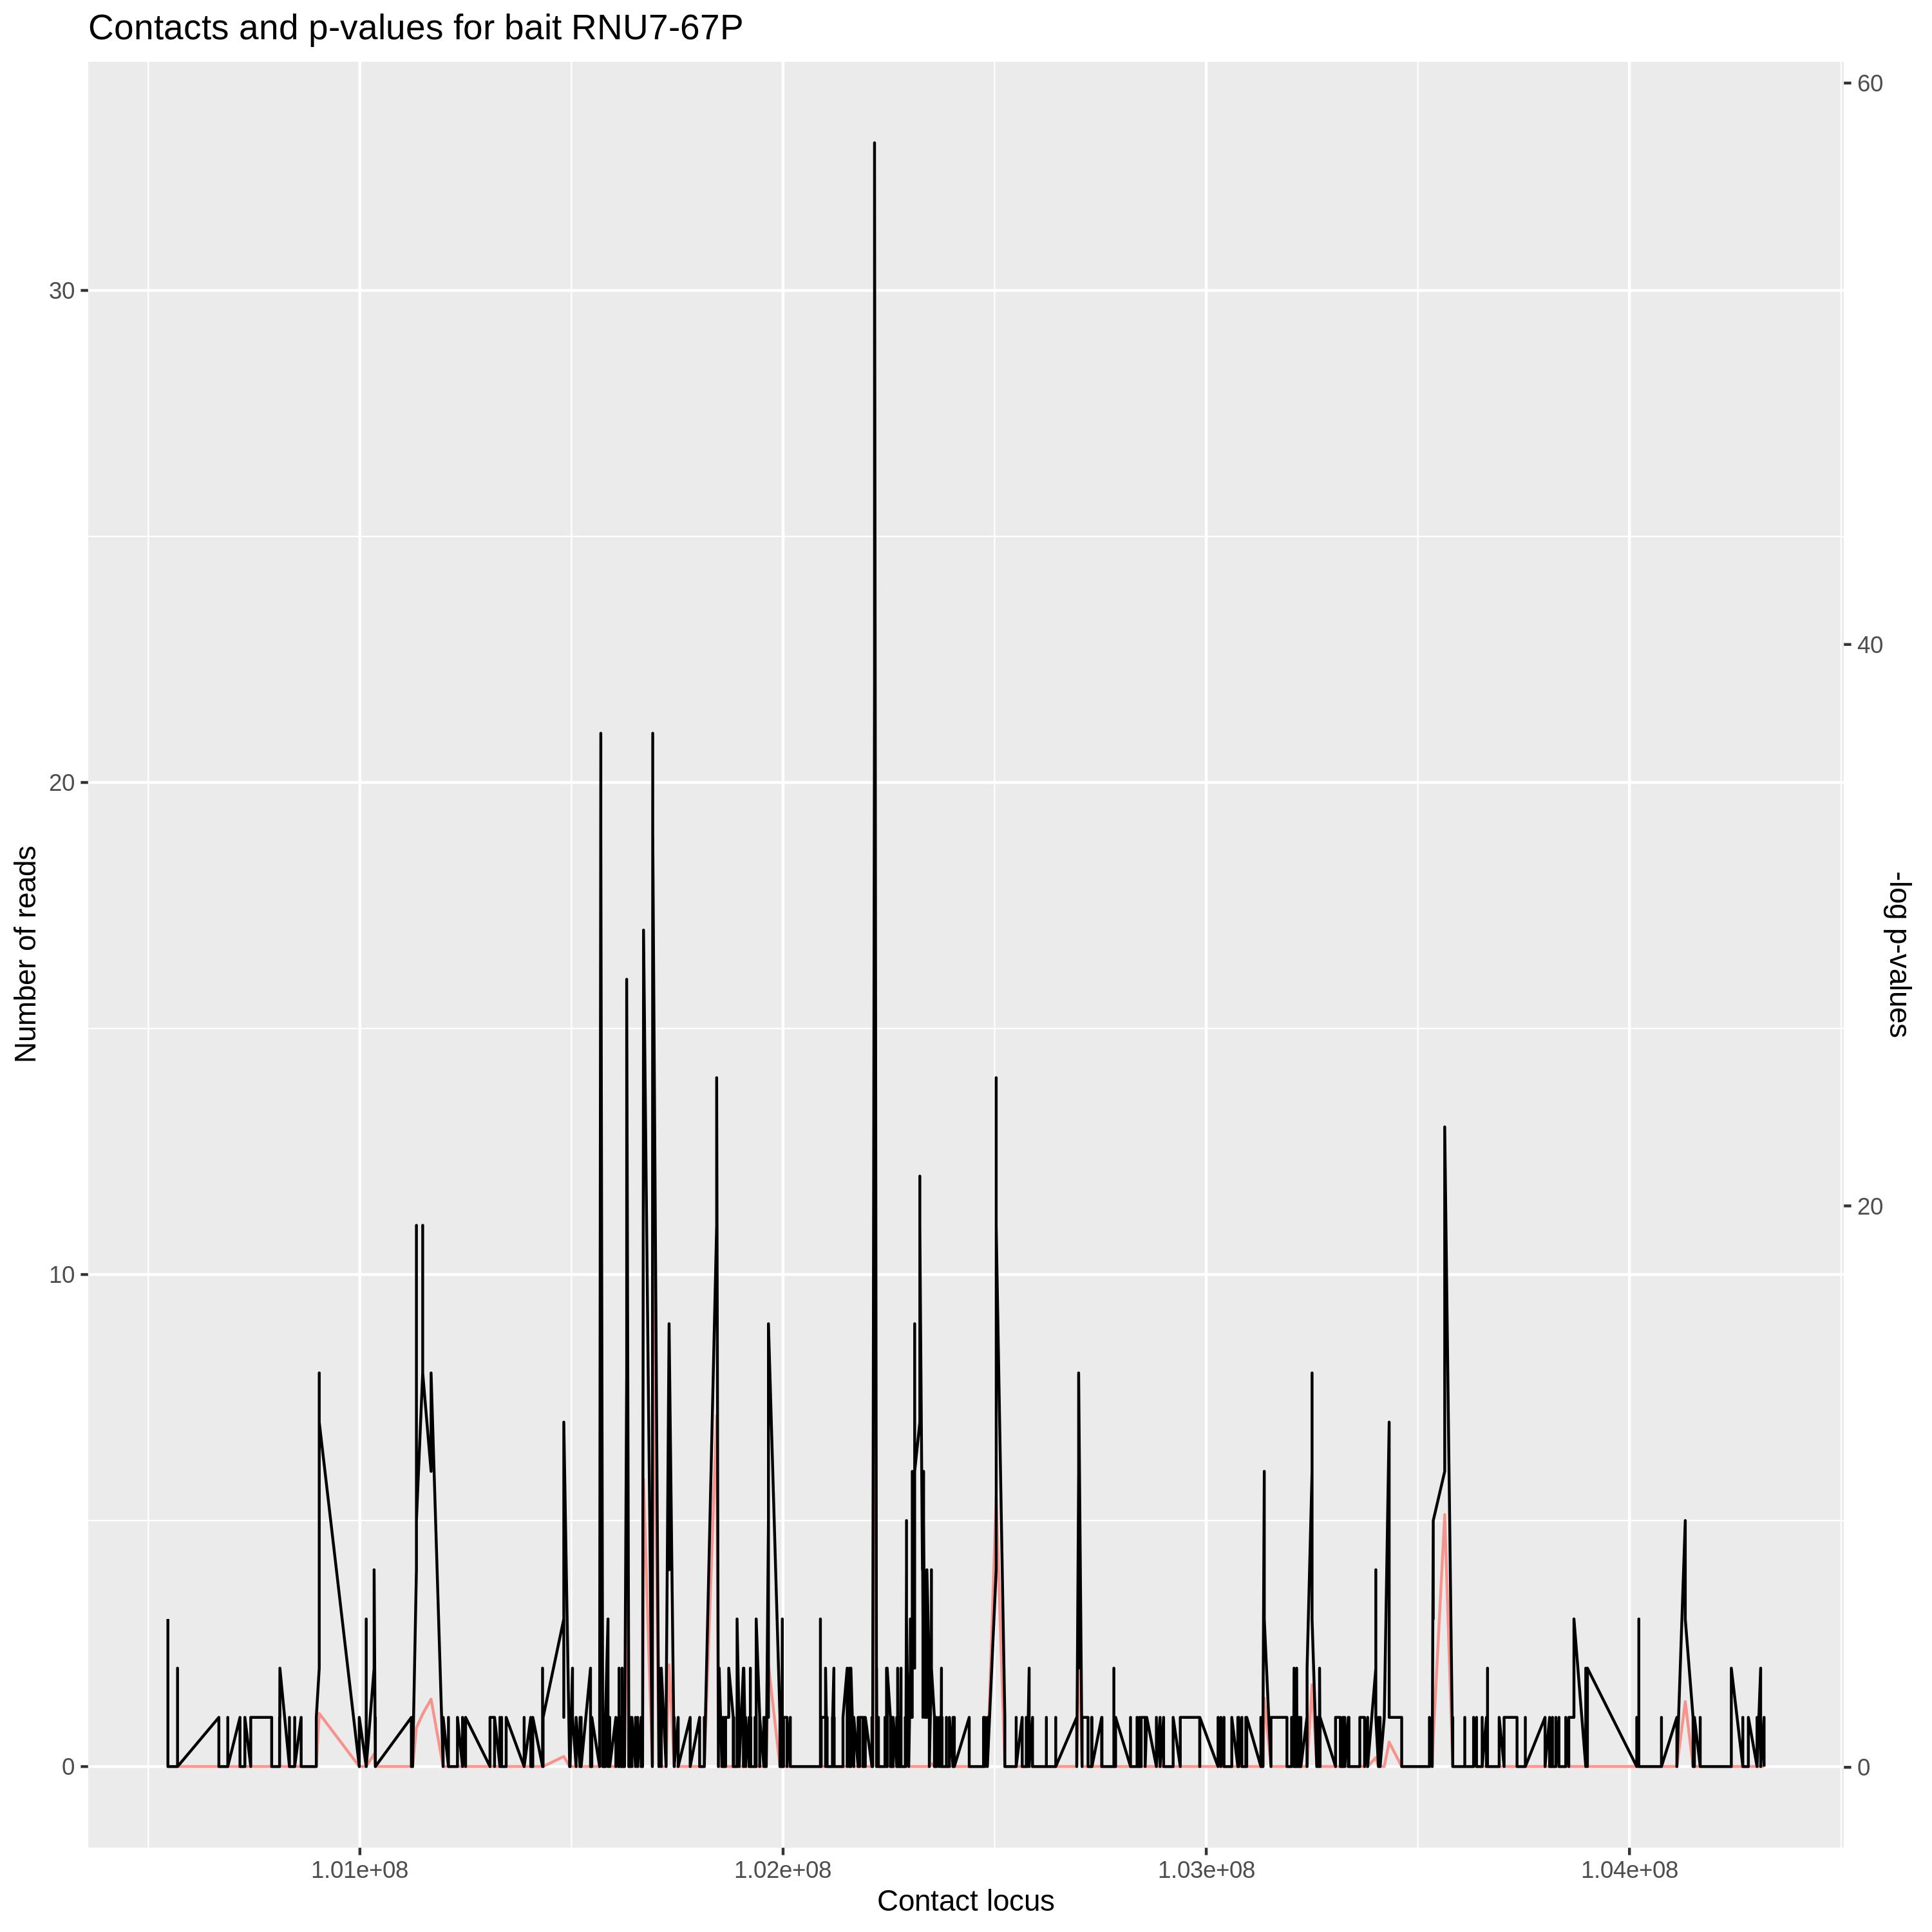 Contacts and p-values for bait RNU7-67P
60
30
40
20
20
10
0
0
Number of reads
-log p-values
1.01e+08
1.02e+08
1.03e+08
1.04e+08
Contact locus